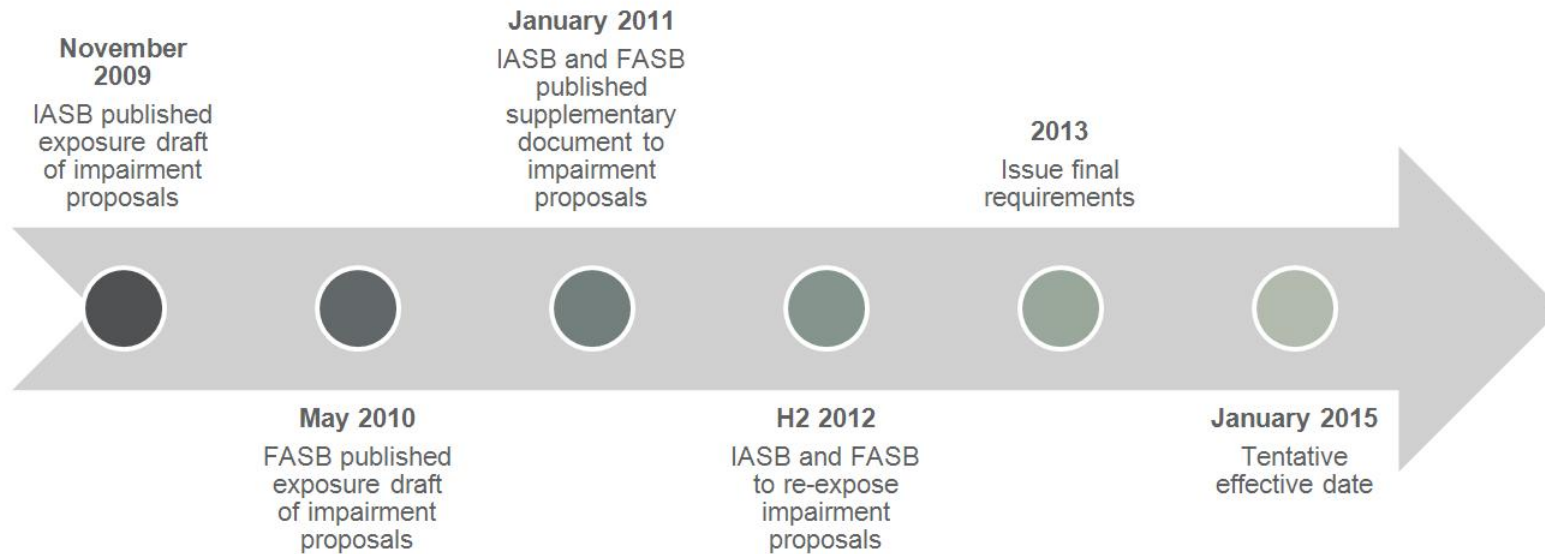 November
2009
IASB published
exposure draft
of impairment
proposals
May 2010
FASB published
exposure draft
of impairment
proposals
January 2011
IASB and FASB
published
supplementary
document to
impairment
proposals
H2 2012
IASB and FASB
to re-expose
impairment
proposals
2013
Issue final
requirements
January 2015
Tentative
effective date